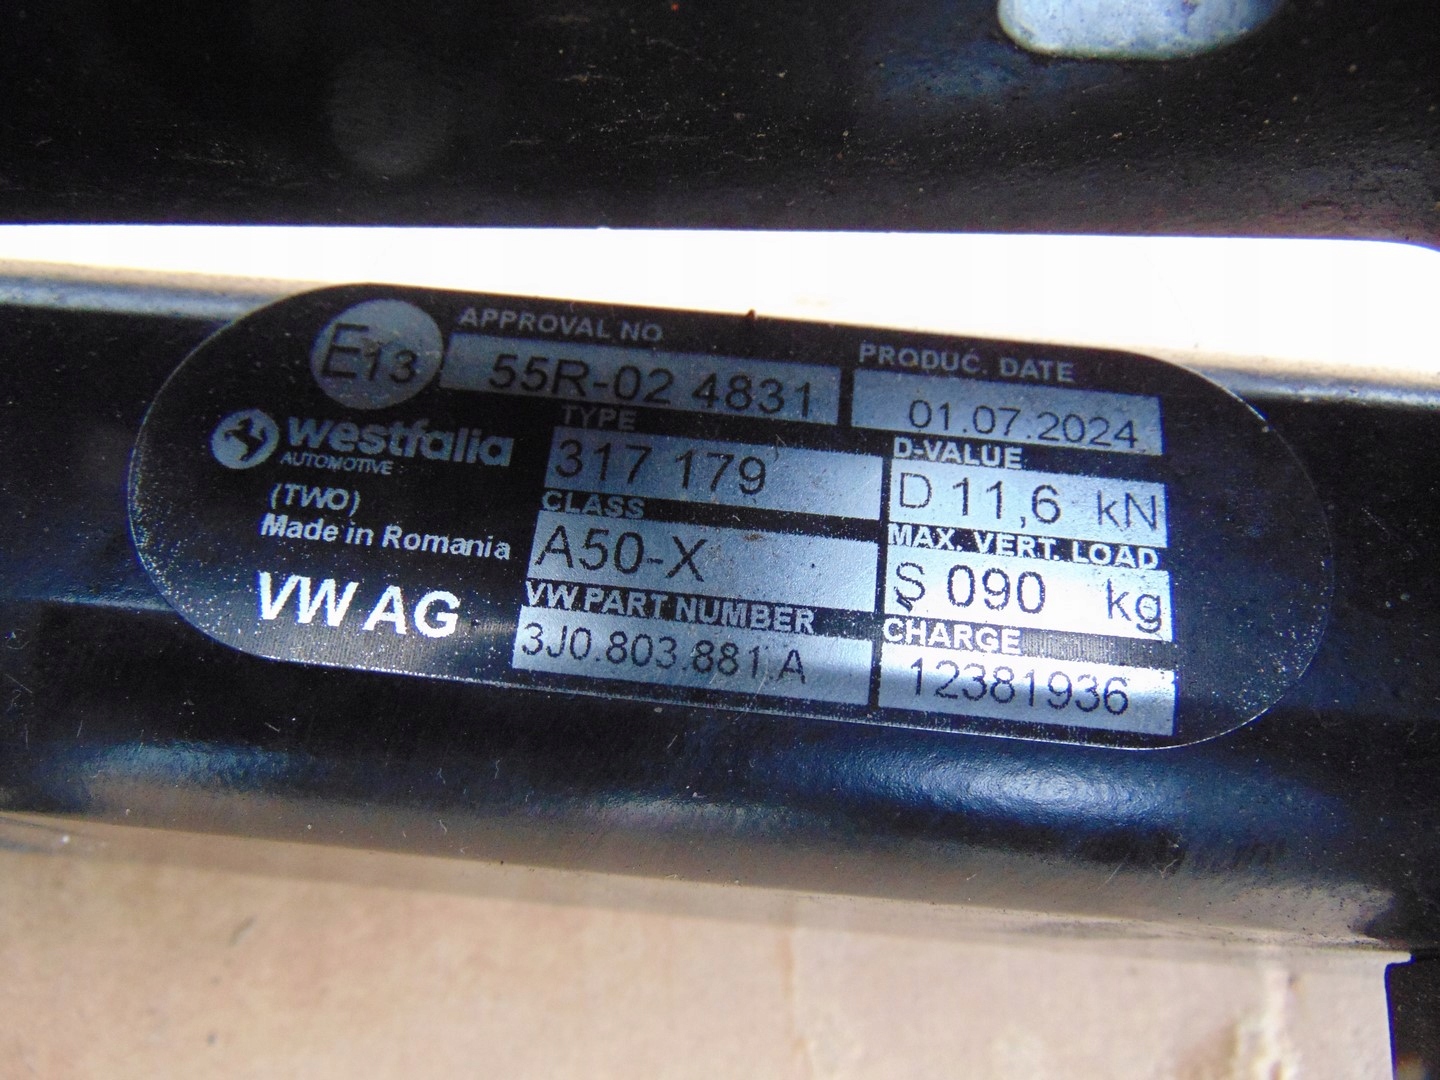 E13
APPROVAL NO
55R-02 4831
PRODUC. DATE
01.07.2024
westfalia
AUTOMOTIVE
(TWO)
Made in Romania
VW AG
TYPE
317 179
D-VALUE
D 11,6 kN
CLASS
A50-X
MAX. VERT. LOAD
S 090 kg
VW PART NUMBER
3J0.803.881.A
CHARGE
12381936